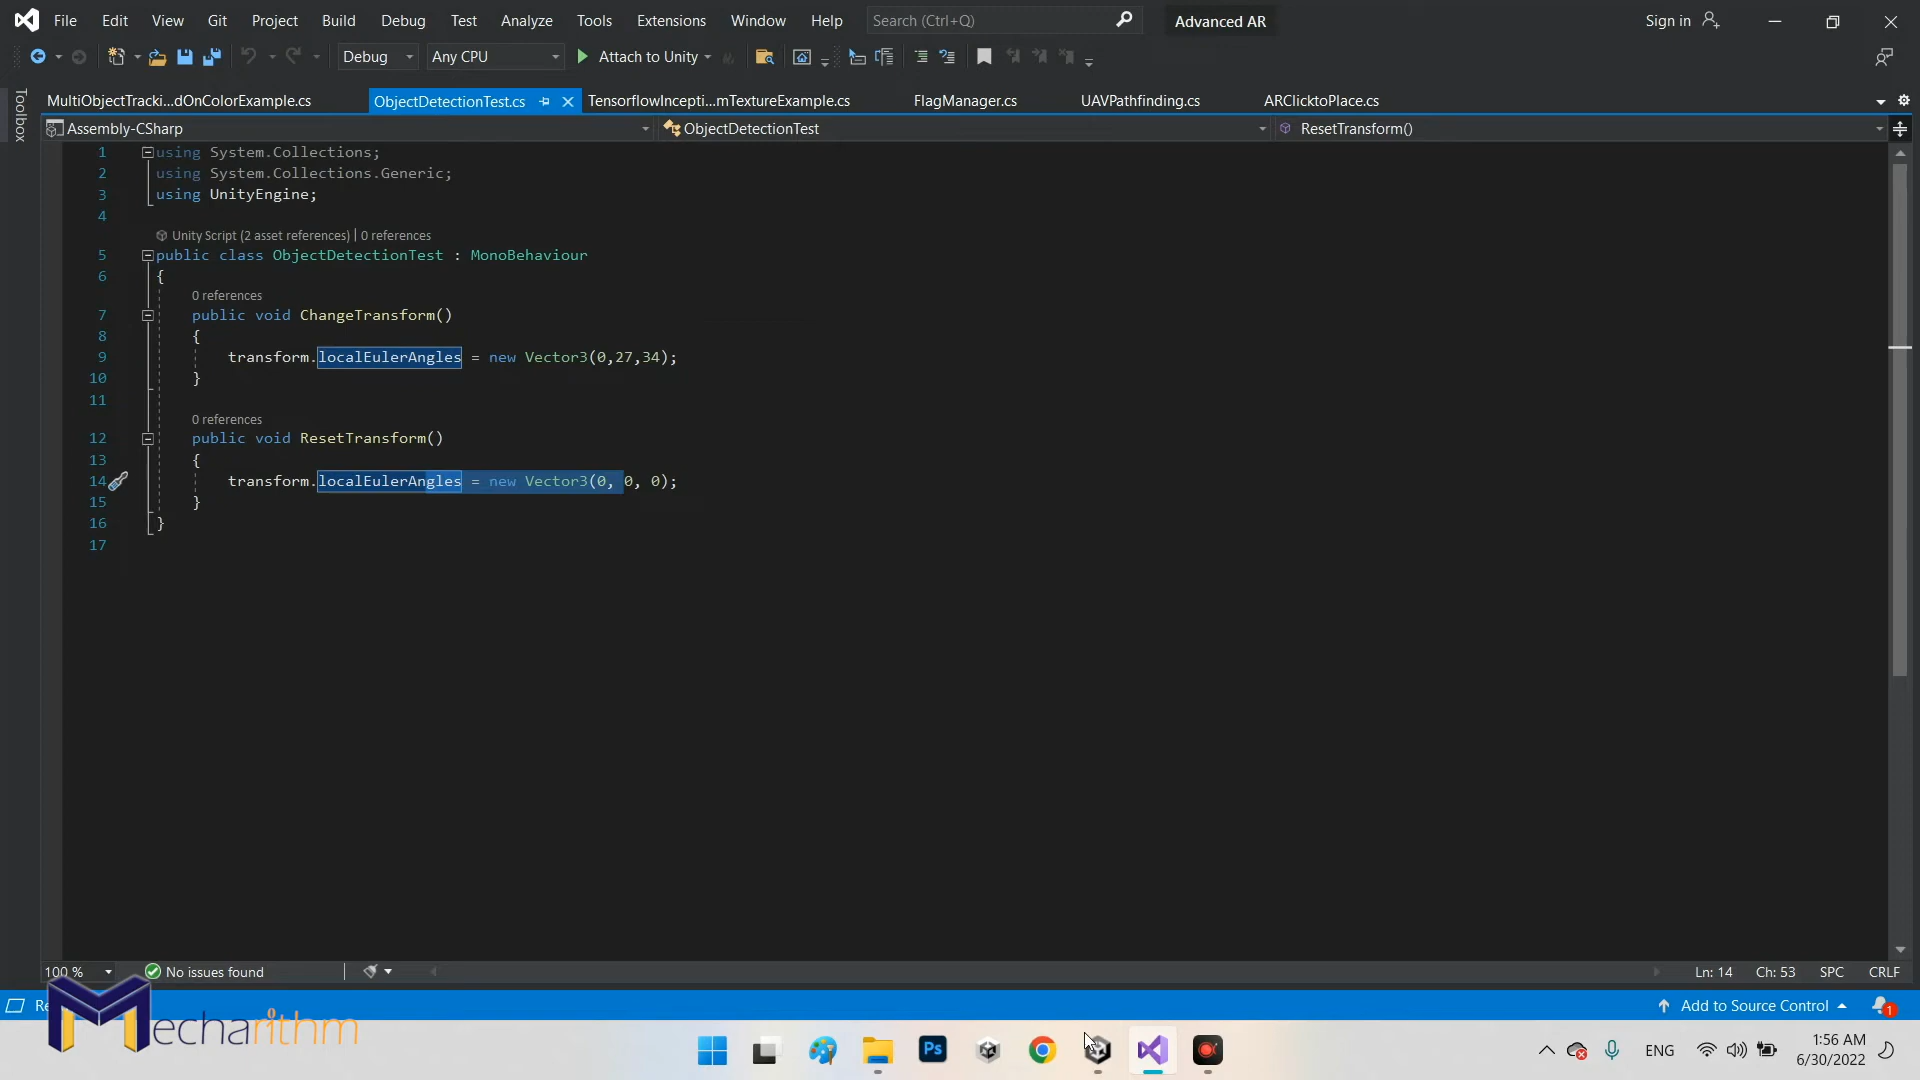 File Edit View Git Project Build Debug Test Analyze Tools Extensions Window Help Search (Ctrl+Q) Advanced AR Sign in
Debug Any CPU Attach to Unity
Toolbox
MultiObjectTracki...dOnColorExample.cs ObjectDetectionTest.cs TensorflowIncepti...mTextureExample.cs FlagManager.cs UAVPathfinding.cs ARClicktoPlace.cs
Assembly-CSharp ObjectDetectionTest ResetTransform()
1 using System.Collections;
2 using System.Collections.Generic;
3 using UnityEngine;
4
Unity Script (2 asset references) | 0 references
5 public class ObjectDetectionTest : MonoBehaviour
6 {
0 references
7 public void ChangeTransform()
8 {
9 transform.localEulerAngles = new Vector3(0,27,34);
10 }
11
0 references
12 public void ResetTransform()
13 {
14 transform.localEulerAngles = new Vector3(0, 0, 0);
15 }
16 }
17
100 % No issues found Ln: 14 Ch: 53 SPC CRLF
Re Add to Source Control 1
Mecharithm
Ps
ENG
1:56 AM
6/30/2022